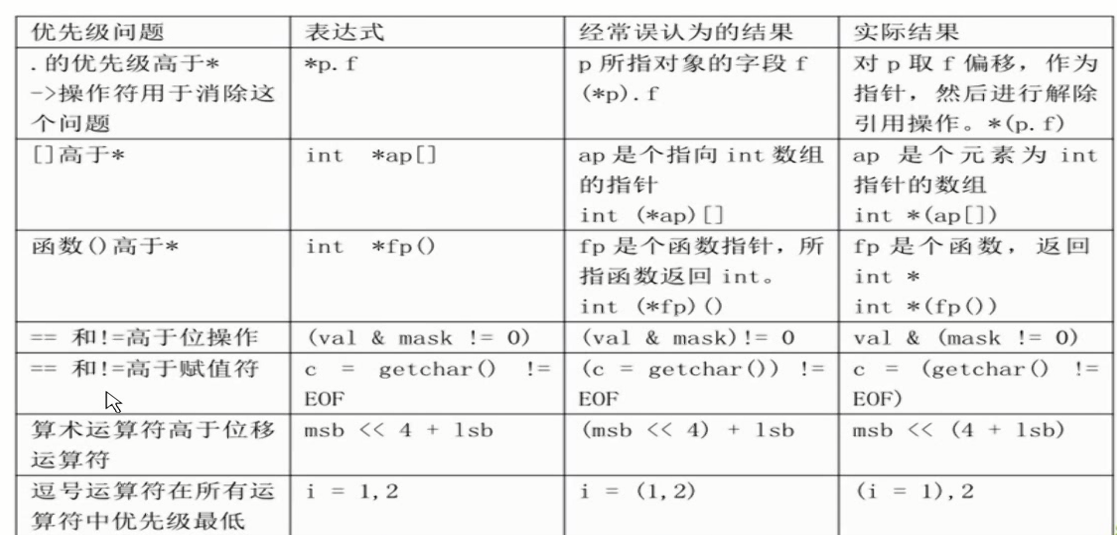 优先级问题 表达式 经常误认为的结果 实际结果
.的优先级高于* *p.f p 所指对象的字段 f 对 p 取 f 偏移，作为
->操作符用于消除这 (*p).f 指针，然后进行解除
个问题 引用操作。*(p.f)
[]高于* int *ap[] ap 是个指向 int 数组 ap 是个元素为 int
的指针 指针的数组
int (*ap)[] int *(ap[])
函数()高于* int *fp() fp 是个函数指针，所 fp 是个函数，返回
指函数返回 int。 int *
int (*fp)() int *(fp())
== 和!=高于位操作 (val & mask != 0) (val & mask)!= 0 val & (mask != 0)
== 和!=高于赋值符 c = getchar() != (c = getchar()) != c = (getchar() !=
EOF EOF EOF)
算术运算符高于位移 msb << 4 + lsb (msb << 4) + lsb msb << (4 + lsb)
运算符
逗号运算符在所有运 i = 1,2 i = (1,2) (i = 1),2
算符中优先级最低